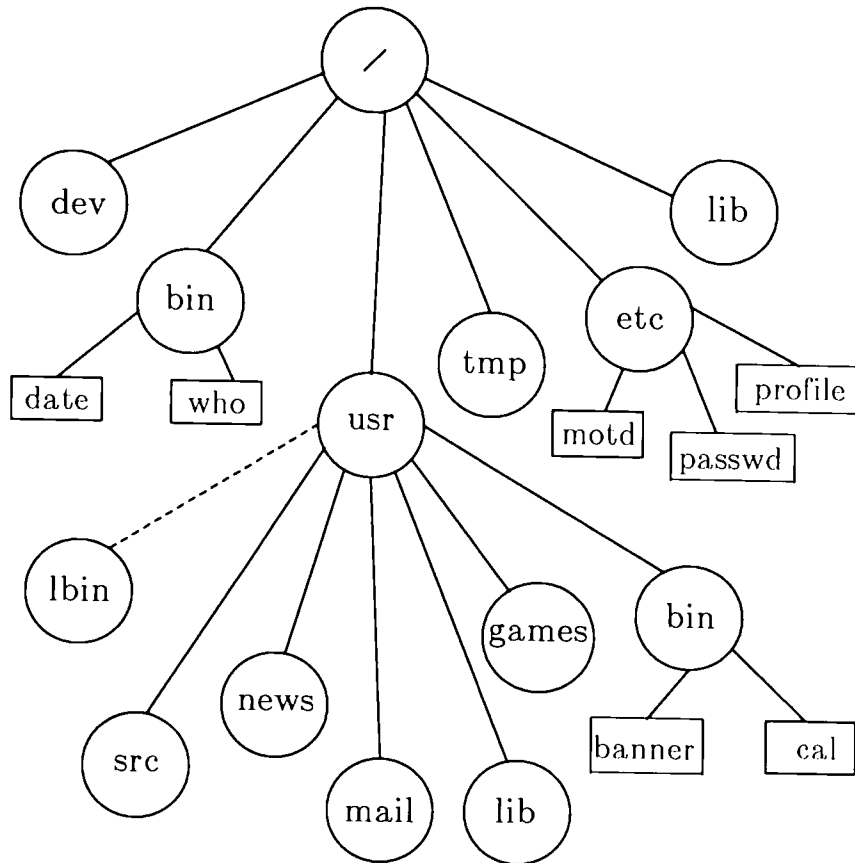 /
dev
lib
bin
etc
tmp
date
who
profile
usr
motd
passwd
lbin
games
bin
news
src
banner
cal
mail
lib